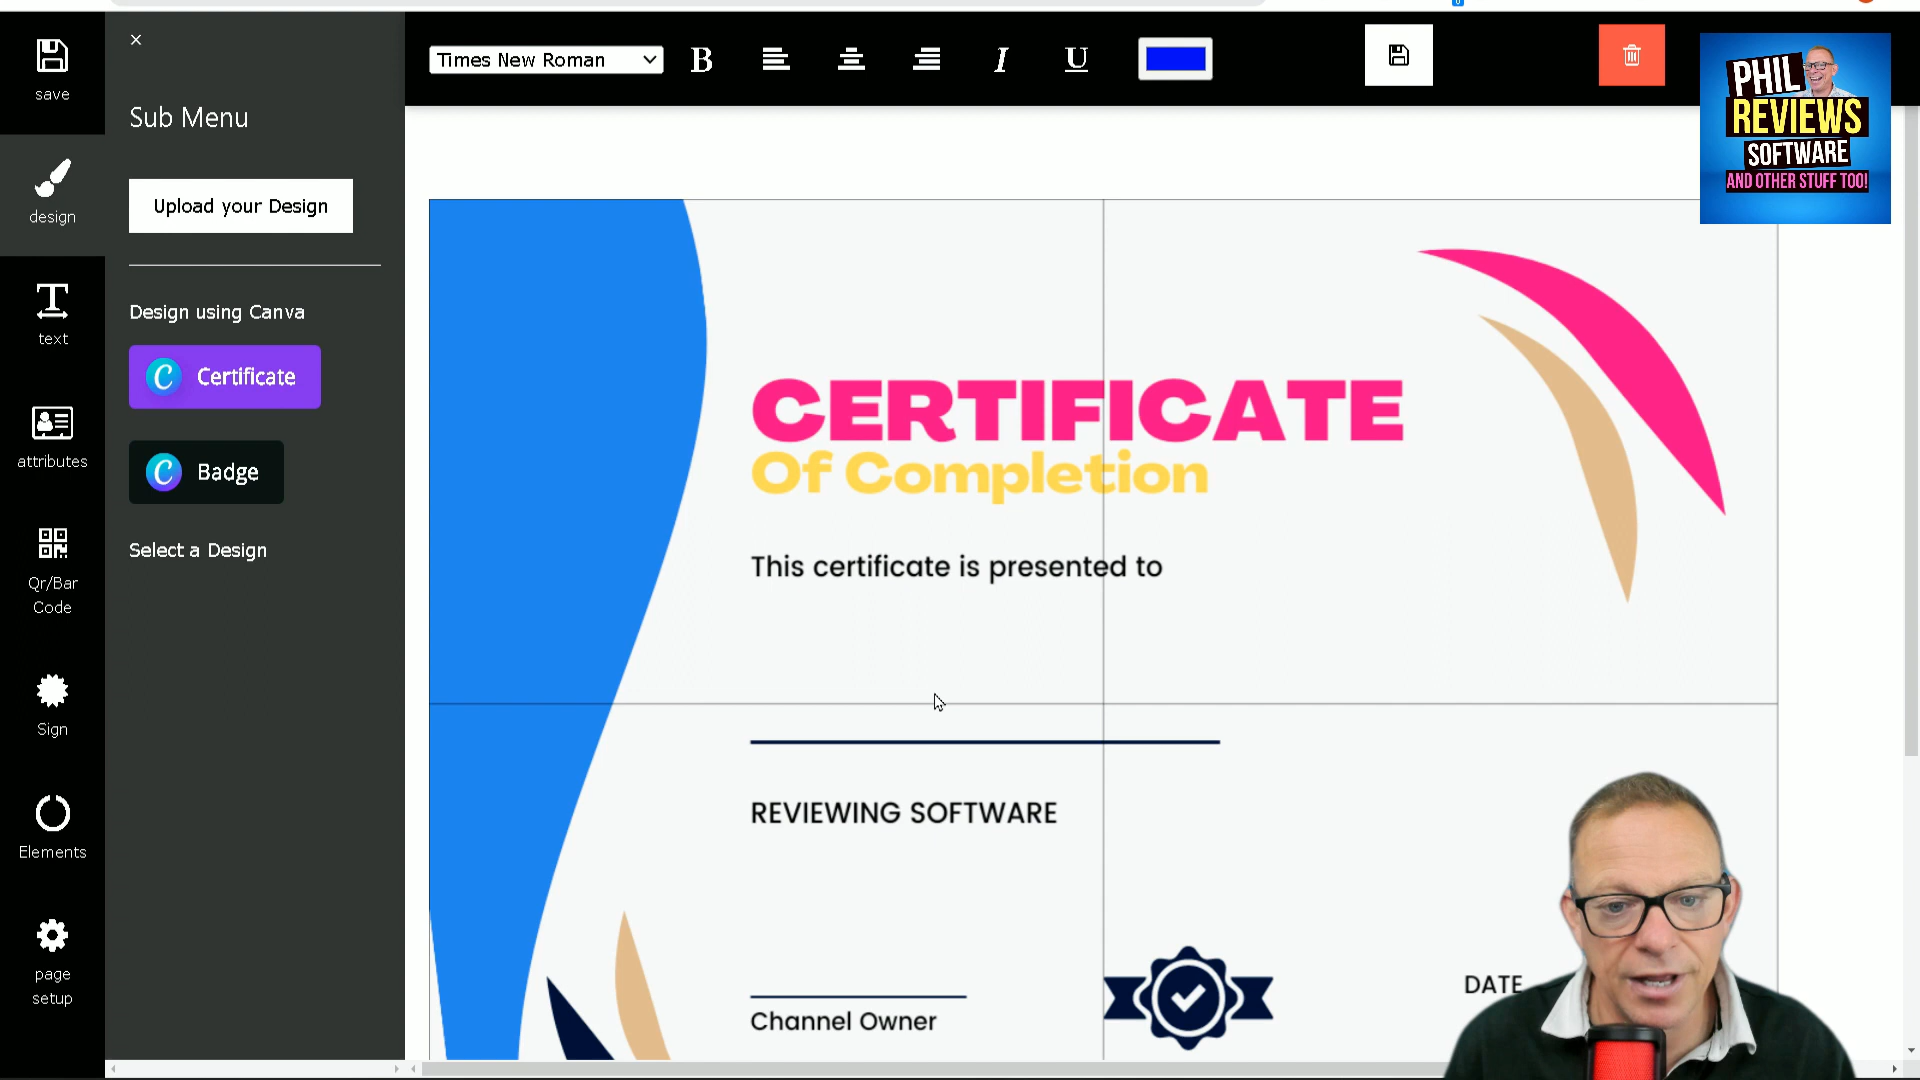 save
design
text
attributes
Qr/Bar
Code
Sign
Elements
page
setup
×
Sub Menu
Upload your Design
Design using Canva
C Certificate
C Badge
Select a Design
Times New Roman
B
I
U
PHIL
REVIEWS
SOFTWARE
AND OTHER STUFF TOO!
CERTIFICATE
Of Completion
This certificate is presented to
REVIEWING SOFTWARE
Channel Owner
DATE